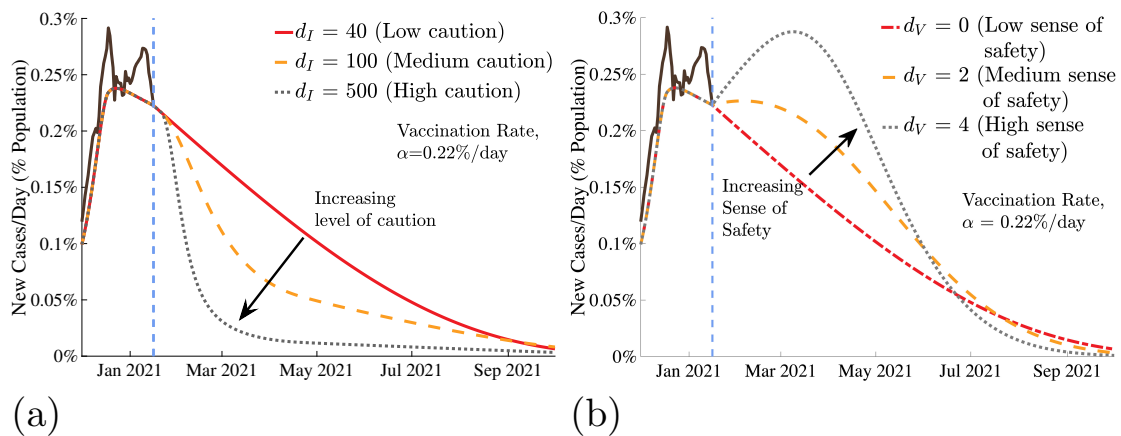 0.3%
0.25%
0.2%
0.15%
0.1%
0.05%
0%
New Cases/Day (% Population)
d_I = 40 (Low caution)
d_I = 100 (Medium caution)
d_I = 500 (High caution)
Vaccination Rate,
α=0.22%/day
Increasing
level of caution
Jan 2021 Mar 2021 May 2021 Jul 2021 Sep 2021
(a)
0.3%
0.25%
0.2%
0.15%
0.1%
0.05%
0%
New Cases/Day (% Population)
d_V = 0 (Low sense of
safety)
d_V = 2 (Medium sense
of safety)
d_V = 4 (High sense
of safety)
Increasing
Sense of
Safety
Vaccination Rate,
α = 0.22%/day
Jan 2021 Mar 2021 May 2021 Jul 2021 Sep 2021
(b)